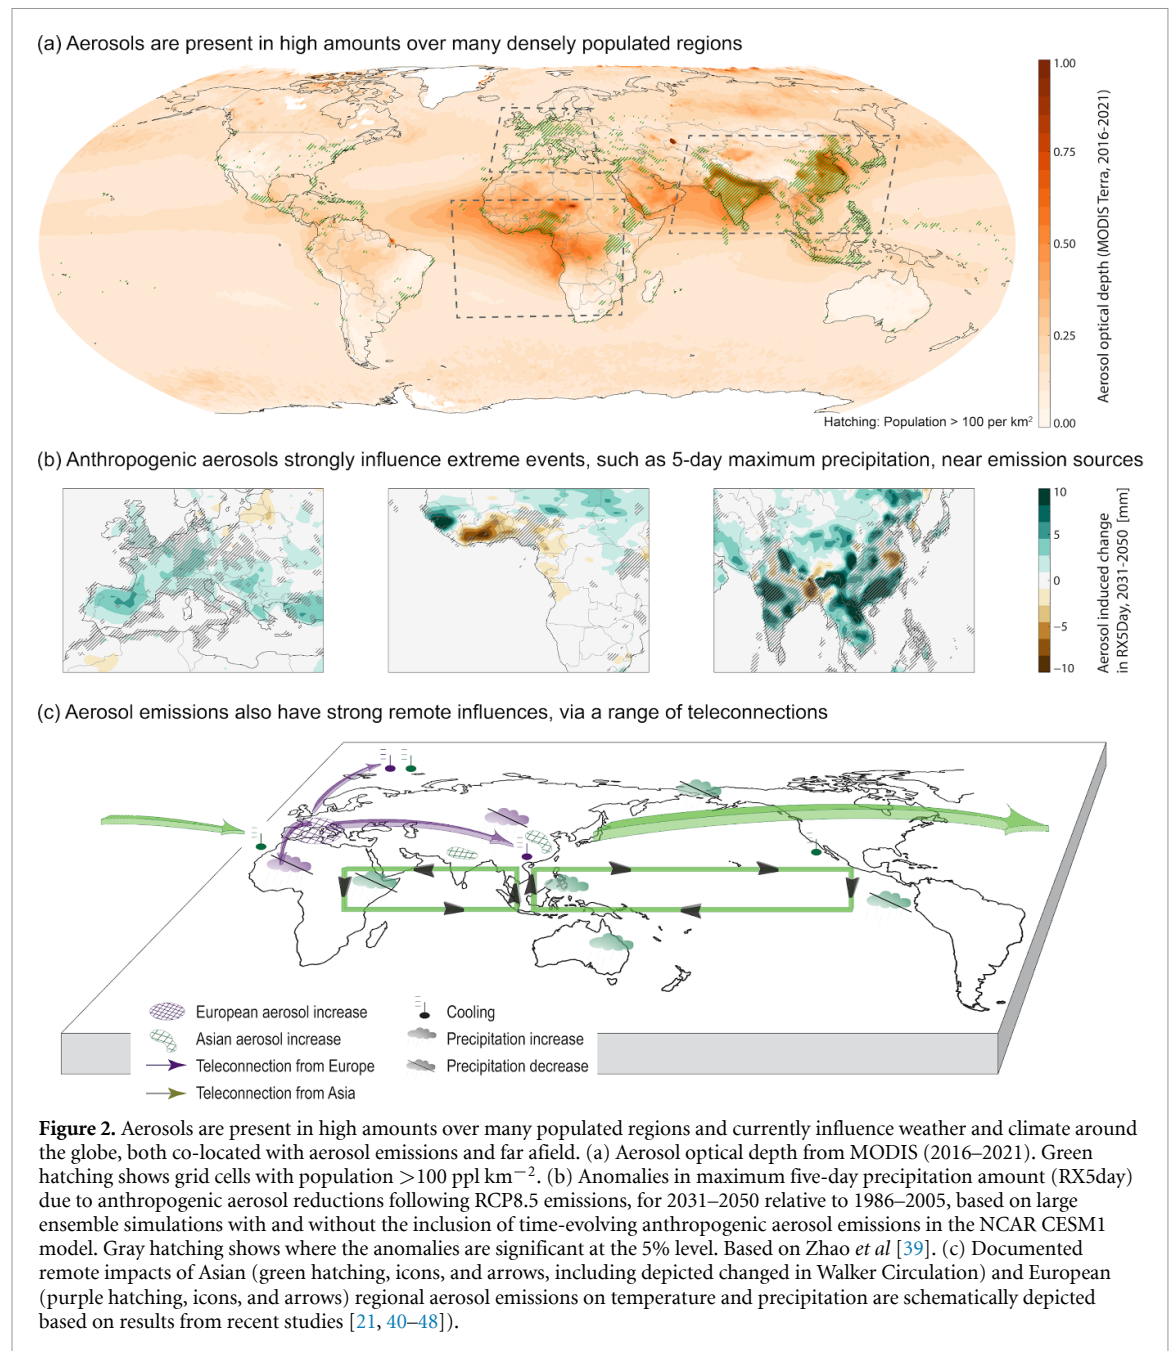 (a) Aerosols are present in high amounts over many densely populated regions
1.00
0.75
0.50
0.25
0.00
Aerosol optical depth (MODIS Terra, 2016-2021)
Hatching: Population > 100 per km²
(b) Anthropogenic aerosols strongly influence extreme events, such as 5-day maximum precipitation, near emission sources
10
5
0
−5
−10
Aerosol induced change
in RX5Day, 2031-2050 [mm]
(c) Aerosol emissions also have strong remote influences, via a range of teleconnections
European aerosol increase
Asian aerosol increase
Teleconnection from Europe
Teleconnection from Asia
Cooling
Precipitation increase
Precipitation decrease
Figure 2. Aerosols are present in high amounts over many populated regions and currently influence weather and climate around
the globe, both co-located with aerosol emissions and far afield. (a) Aerosol optical depth from MODIS (2016–2021). Green
hatching shows grid cells with population >100 ppl km⁻². (b) Anomalies in maximum five-day precipitation amount (RX5day)
due to anthropogenic aerosol reductions following RCP8.5 emissions, for 2031–2050 relative to 1986–2005, based on large
ensemble simulations with and without the inclusion of time-evolving anthropogenic aerosol emissions in the NCAR CESM1
model. Gray hatching shows where the anomalies are significant at the 5% level. Based on Zhao et al [39]. (c) Documented
remote impacts of Asian (green hatching, icons, and arrows, including depicted changed in Walker Circulation) and European
(purple hatching, icons, and arrows) regional aerosol emissions on temperature and precipitation are schematically depicted
based on results from recent studies [21, 40–48]).